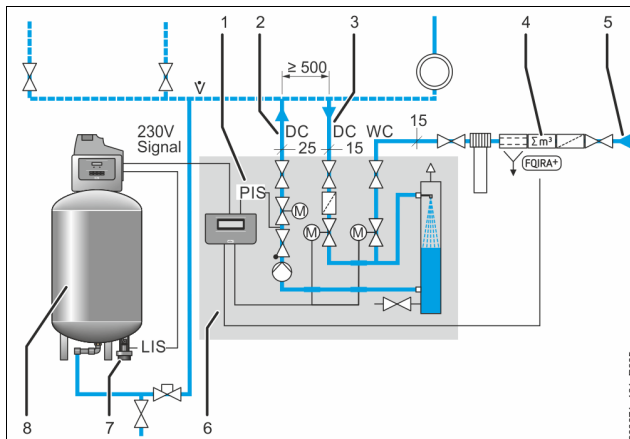 1
2
3
4
5
V̇
≥ 500
230V
Signal
DC
25
DC
15
WC
15
Σ m³
FQIRA+
PIS
M
M
M
LIS
8
7
6